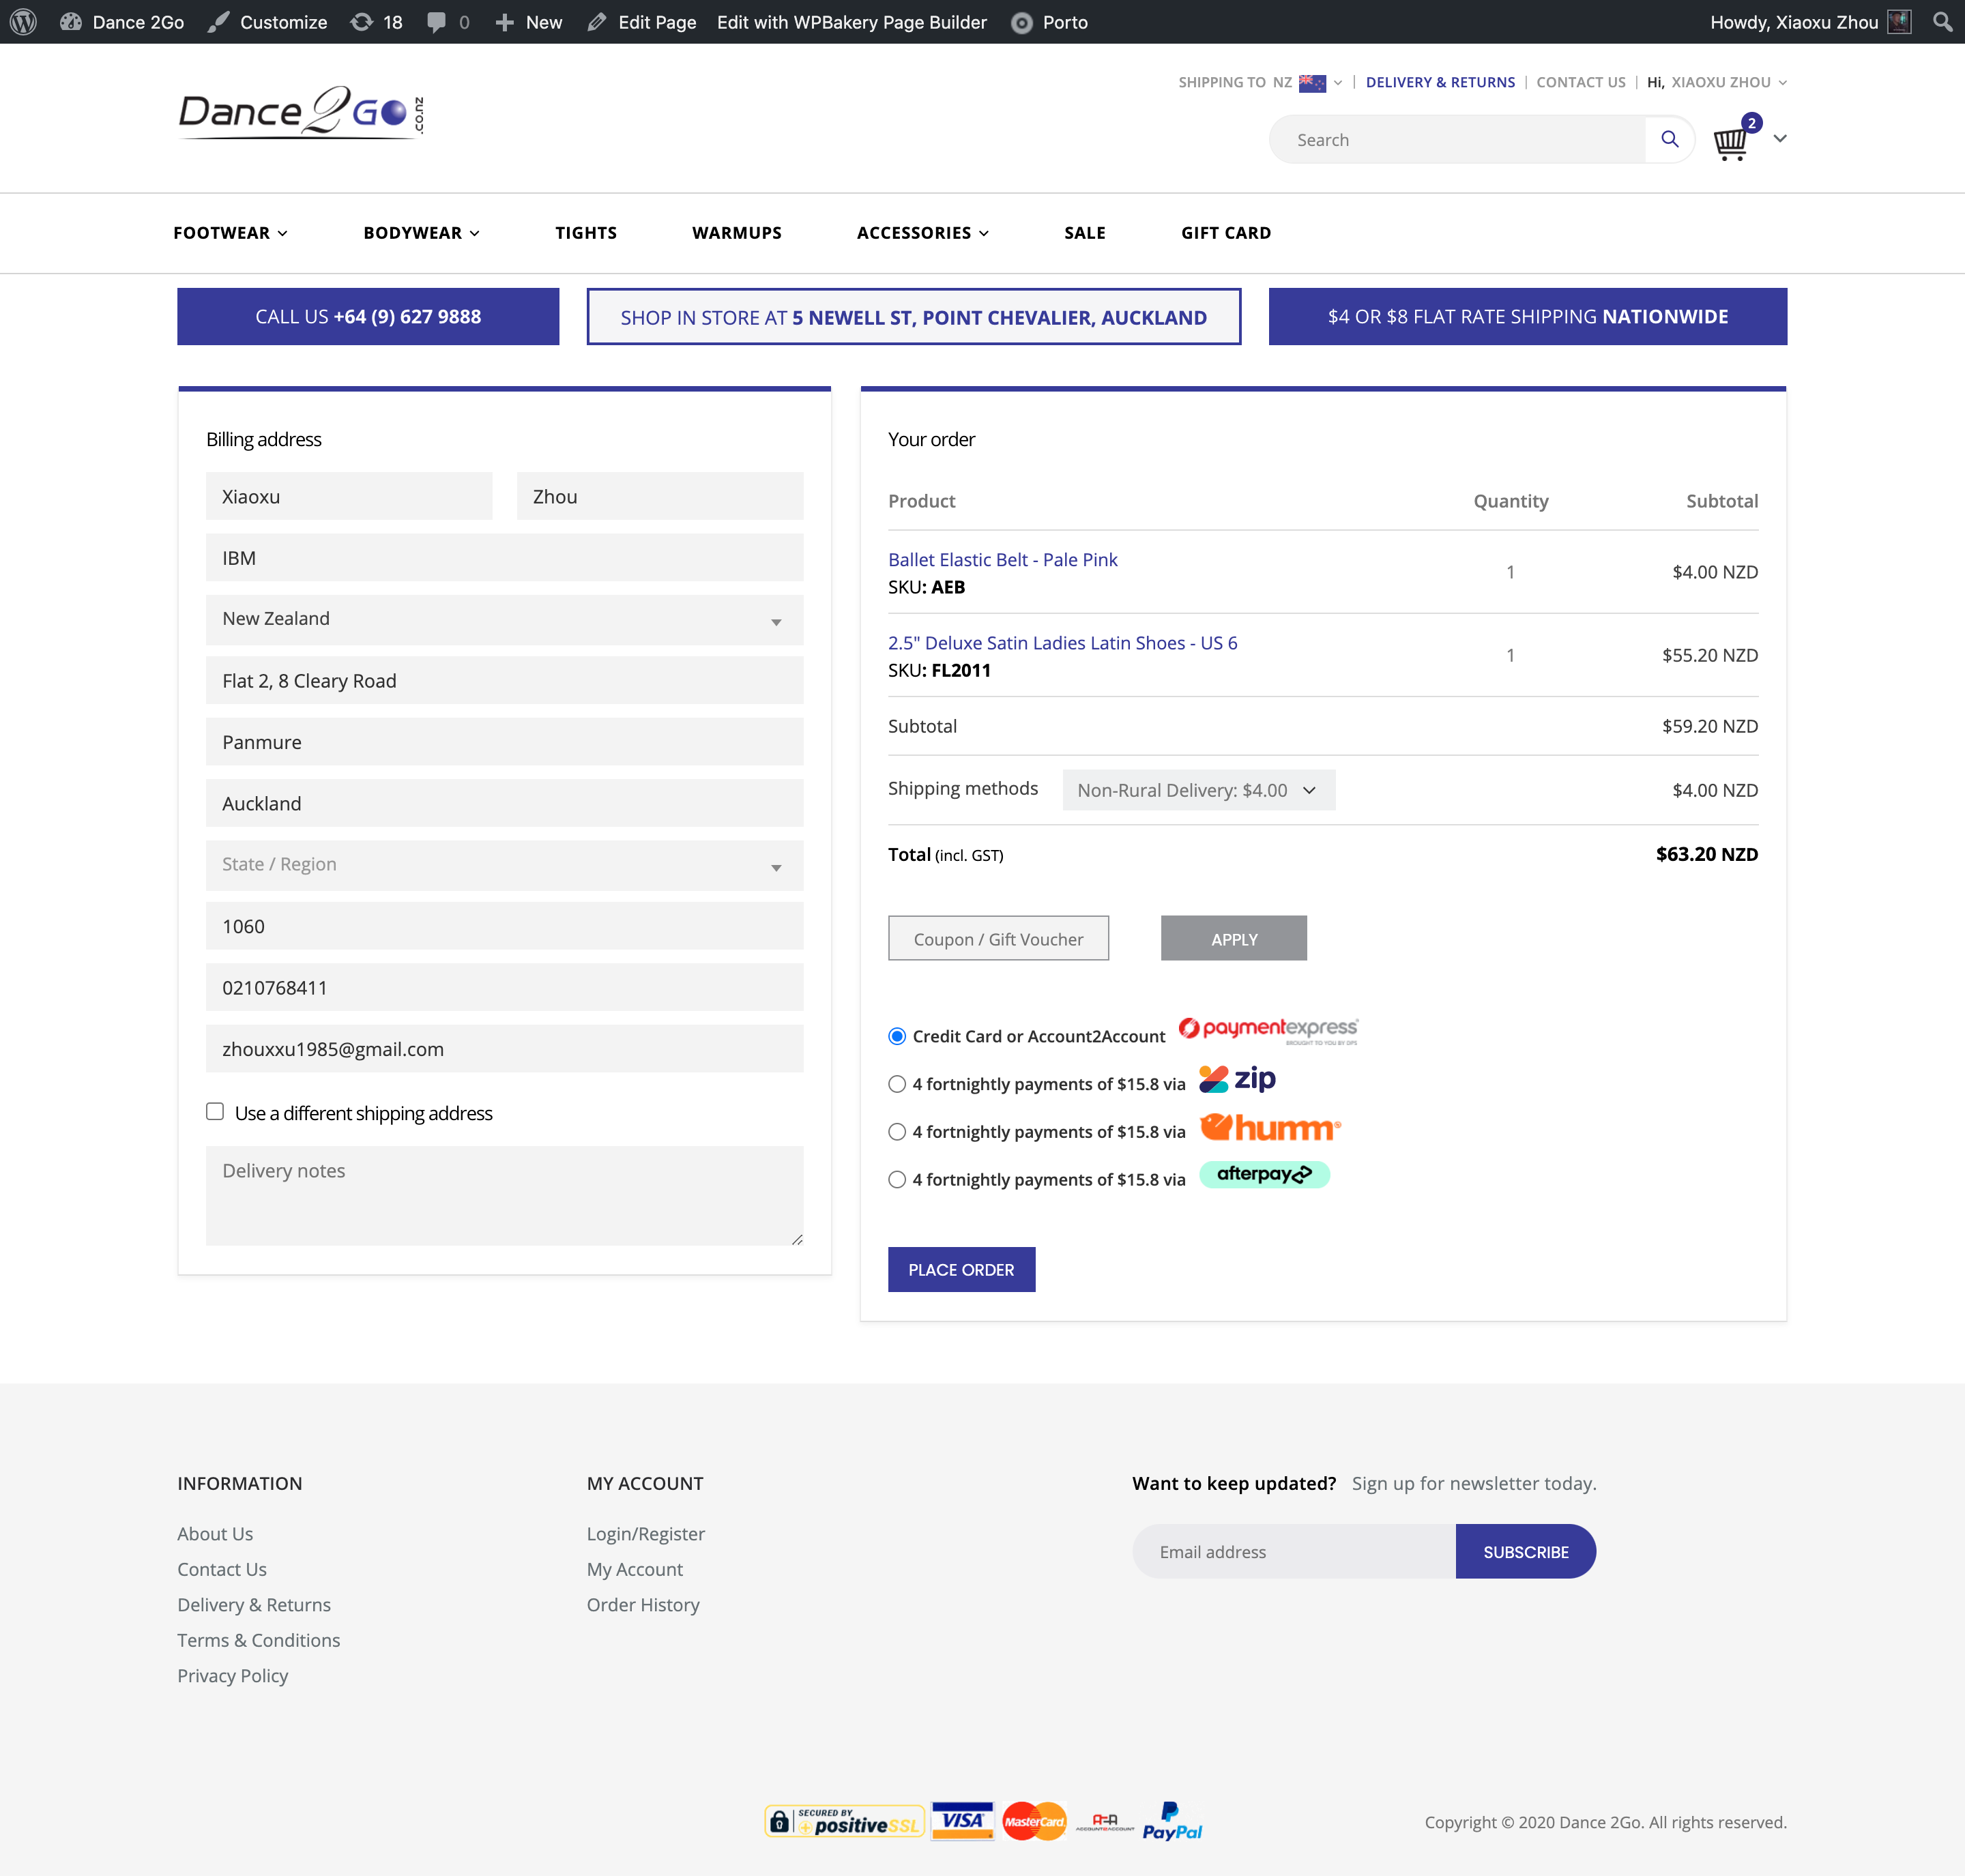 Dance 2Go Customize 18 0 New Edit Page Edit with WPBakery Page Builder Porto Howdy, Xiaoxu Zhou
SHIPPING TO NZ | DELIVERY & RETURNS | CONTACT US | Hi, XIAOXU ZHOU
Dance 2Go .co.nz
Search
2
FOOTWEAR BODYWEAR TIGHTS WARMUPS ACCESSORIES SALE GIFT CARD
CALL US +64 (9) 627 9888
SHOP IN STORE AT 5 NEWELL ST, POINT CHEVALIER, AUCKLAND
$4 OR $8 FLAT RATE SHIPPING NATIONWIDE
Billing address
Xiaoxu
Zhou
IBM
New Zealand
Flat 2, 8 Cleary Road
Panmure
Auckland
State / Region
1060
0210768411
zhouxxu1985@gmail.com
Use a different shipping address
Delivery notes
Your order
Product Quantity Subtotal
Ballet Elastic Belt - Pale Pink
SKU: AEB
1 $4.00 NZD
2.5" Deluxe Satin Ladies Latin Shoes - US 6
SKU: FL2011
1 $55.20 NZD
Subtotal $59.20 NZD
Shipping methods Non-Rural Delivery: $4.00 $4.00 NZD
Total (incl. GST) $63.20 NZD
Coupon / Gift Voucher APPLY
Credit Card or Account2Account paymentexpress
BROUGHT TO YOU BY DPS
4 fortnightly payments of $15.8 via zip
4 fortnightly payments of $15.8 via humm
4 fortnightly payments of $15.8 via afterpay
PLACE ORDER
INFORMATION
About Us
Contact Us
Delivery & Returns
Terms & Conditions
Privacy Policy
MY ACCOUNT
Login/Register
My Account
Order History
Want to keep updated? Sign up for newsletter today.
Email address SUBSCRIBE
SECURED BY
positiveSSL
VISA
MasterCard
A2A
ACCOUNT2ACCOUNT
PayPal
Copyright © 2020 Dance 2Go. All rights reserved.